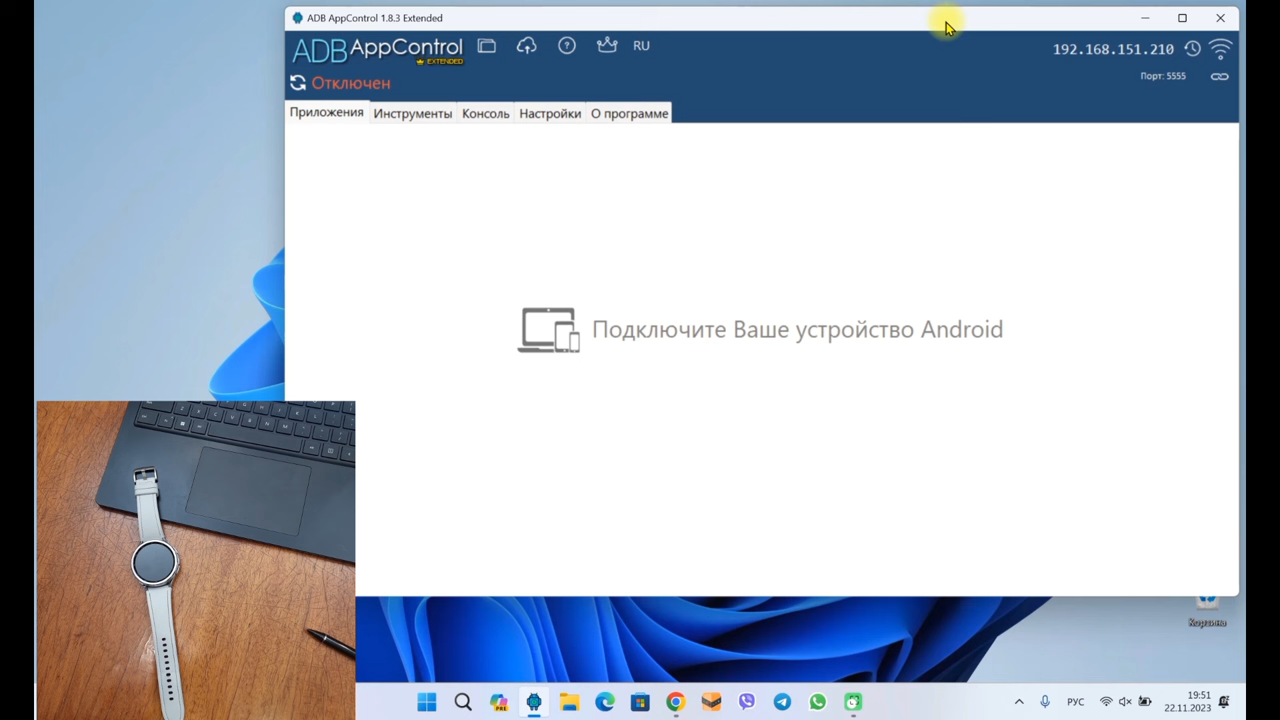 ADB AppControl 1.8.3 Extended
ADB AppControl
EXTENDED
RU
192.168.151.210
Отключен
Порт: 5555
Приложения Инструменты Консоль Настройки О программе
Подключите Ваше устройство Android
Корзина
PRE
РУС
19:51
22.11.2023